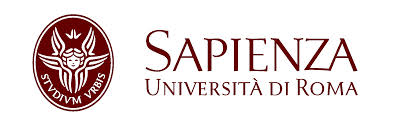 STVDIVM VRBIS
SAPIENZA
UNIVERSITÀ DI ROMA